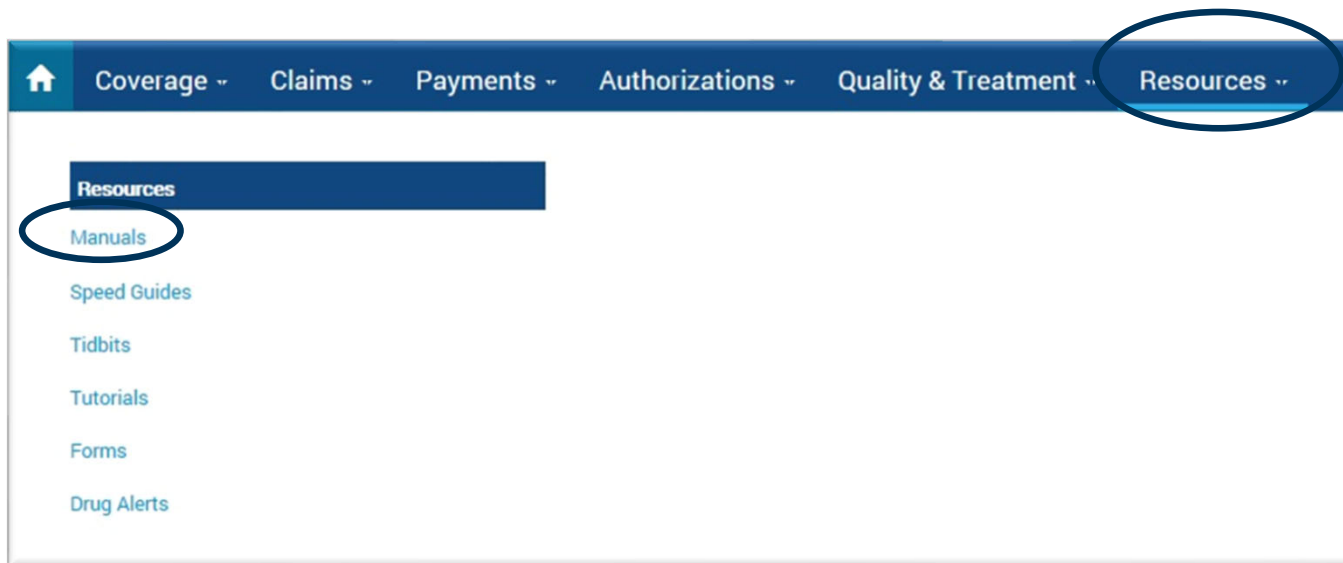 Coverage Claims Payments Authorizations Quality & Treatment Resources
Resources
Manuals
Speed Guides
Tidbits
Tutorials
Forms
Drug Alerts